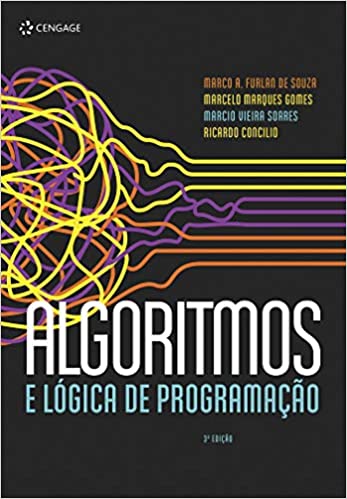 CENGAGE
MARCO A. FURLAN DE SOUZA
MARCELO MARQUES GOMES
MARCIO VIEIRA SOARES
RICARDO CONCILIO
ALGORITMOS
E LÓGICA DE PROGRAMAÇÃO
3ª EDIÇÃO